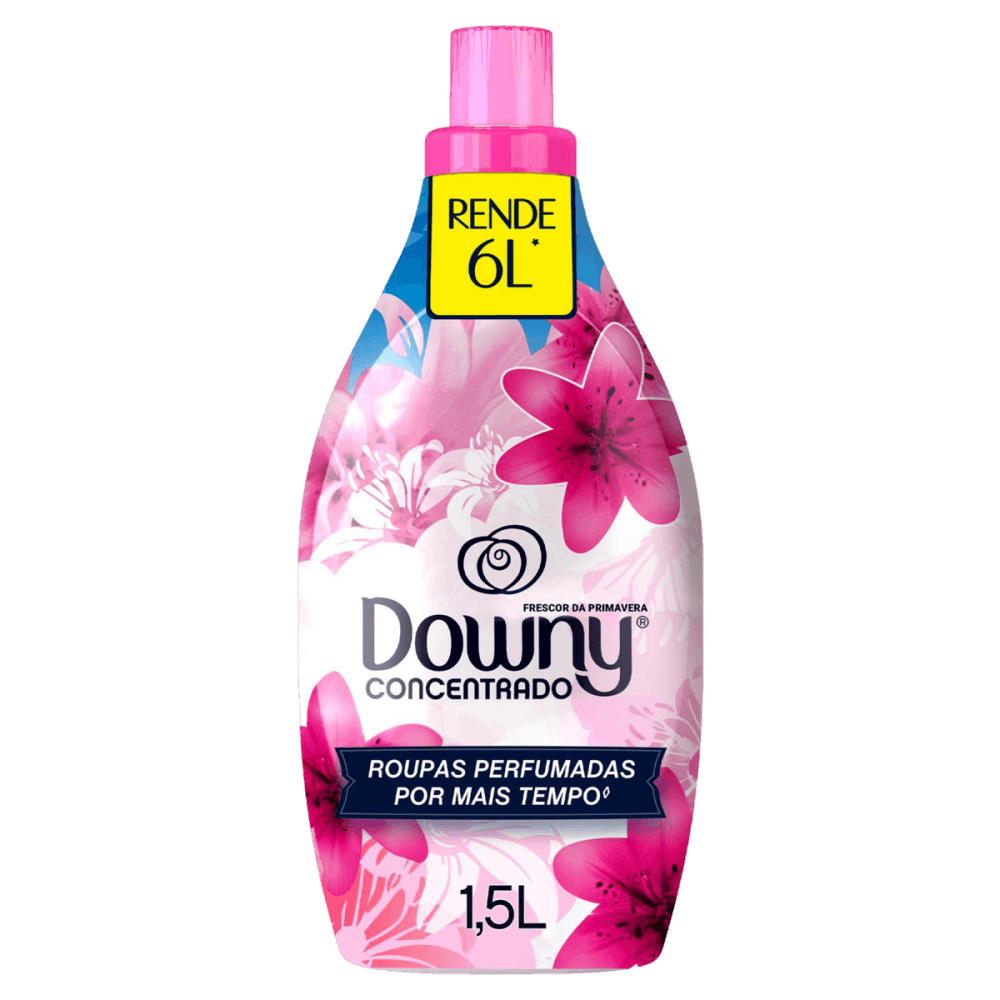 RENDE
6L*
FRESCOR DA PRIMAVERA
Downy®
CONCENTRADO
ROUPAS PERFUMADAS
POR MAIS TEMPO◊
1,5L